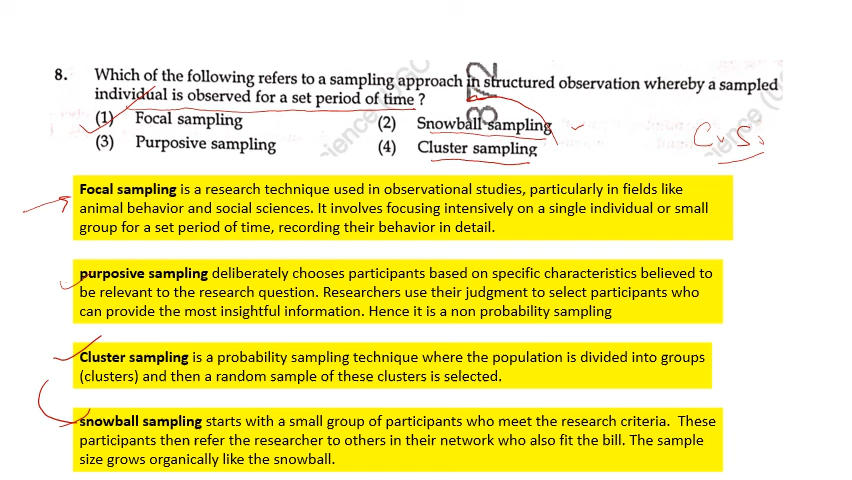 8. Which of the following refers to a sampling approach in structured observation whereby a sampled
individual is observed for a set period of time ?
(1) Focal sampling (2) Snowball sampling
(3) Purposive sampling (4) Cluster sampling
Focal sampling is a research technique used in observational studies, particularly in fields like
animal behavior and social sciences. It involves focusing intensively on a single individual or small
group for a set period of time, recording their behavior in detail.
purposive sampling deliberately chooses participants based on specific characteristics believed to
be relevant to the research question. Researchers use their judgment to select participants who
can provide the most insightful information. Hence it is a non probability sampling
Cluster sampling is a probability sampling technique where the population is divided into groups
(clusters) and then a random sample of these clusters is selected.
snowball sampling starts with a small group of participants who meet the research criteria. These
participants then refer the researcher to others in their network who also fit the bill. The sample
size grows organically like the snowball.